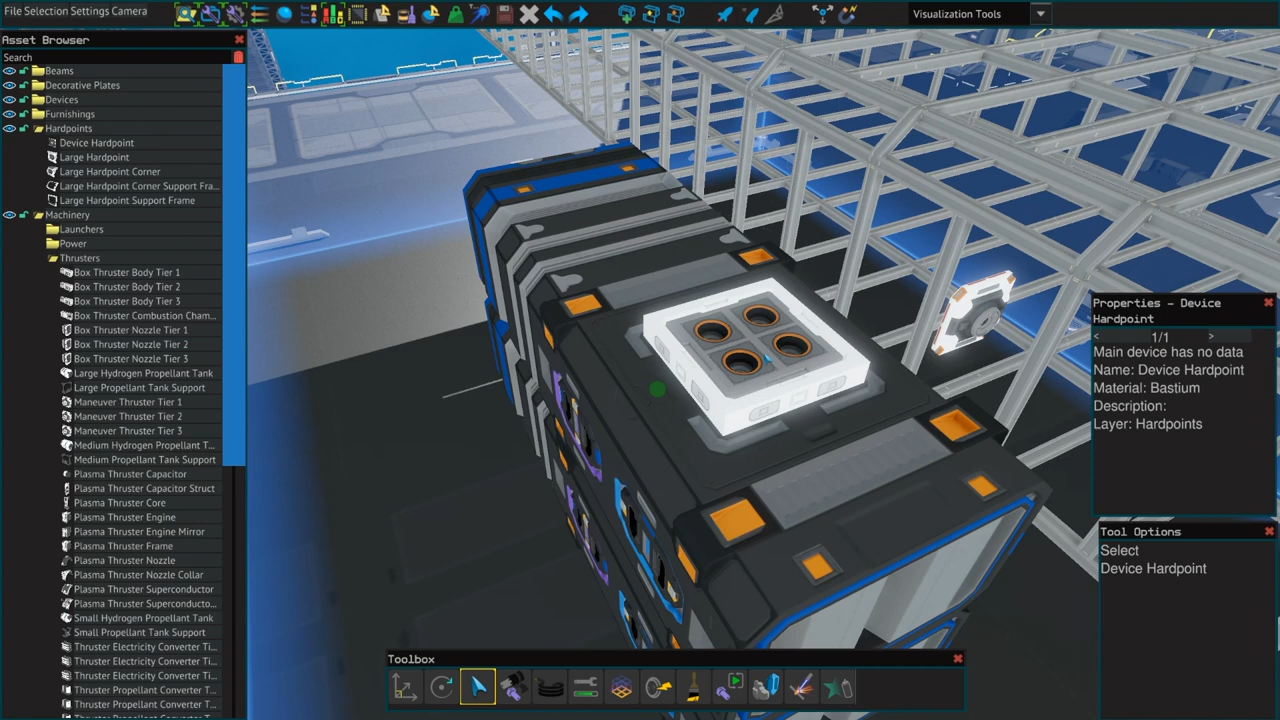 File Selection Settings Camera
Visualization Tools
Asset Browser
Search
Beams
Decorative Plates
Devices
Furnishings
Hardpoints
Device Hardpoint
Large Hardpoint
Large Hardpoint Corner
Large Hardpoint Corner Support Fra...
Large Hardpoint Support Frame
Machinery
Launchers
Power
Thrusters
Box Thruster Body Tier 1
Box Thruster Body Tier 2
Box Thruster Body Tier 3
Box Thruster Combustion Cham...
Box Thruster Nozzle Tier 1
Box Thruster Nozzle Tier 2
Box Thruster Nozzle Tier 3
Large Hydrogen Propellant Tank
Large Propellant Tank Support
Maneuver Thruster Tier 1
Maneuver Thruster Tier 2
Maneuver Thruster Tier 3
Medium Hydrogen Propellant T...
Medium Propellant Tank Support
Plasma Thruster Capacitor
Plasma Thruster Capacitor Struct
Plasma Thruster Core
Plasma Thruster Engine
Plasma Thruster Engine Mirror
Plasma Thruster Frame
Plasma Thruster Nozzle
Plasma Thruster Nozzle Collar
Plasma Thruster Superconductor
Plasma Thruster Superconducto...
Small Hydrogen Propellant Tank
Small Propellant Tank Support
Thruster Electricity Converter Ti...
Thruster Electricity Converter Ti...
Thruster Electricity Converter Ti...
Thruster Propellant Converter T...
Thruster Propellant Converter T...
Thruster Propellant Converter T...
Properties - Device
Hardpoint
< 1/1 >
Main device has no data
Name: Device Hardpoint
Material: Bastium
Description:
Layer: Hardpoints
Tool Options
Select
Device Hardpoint
Toolbox